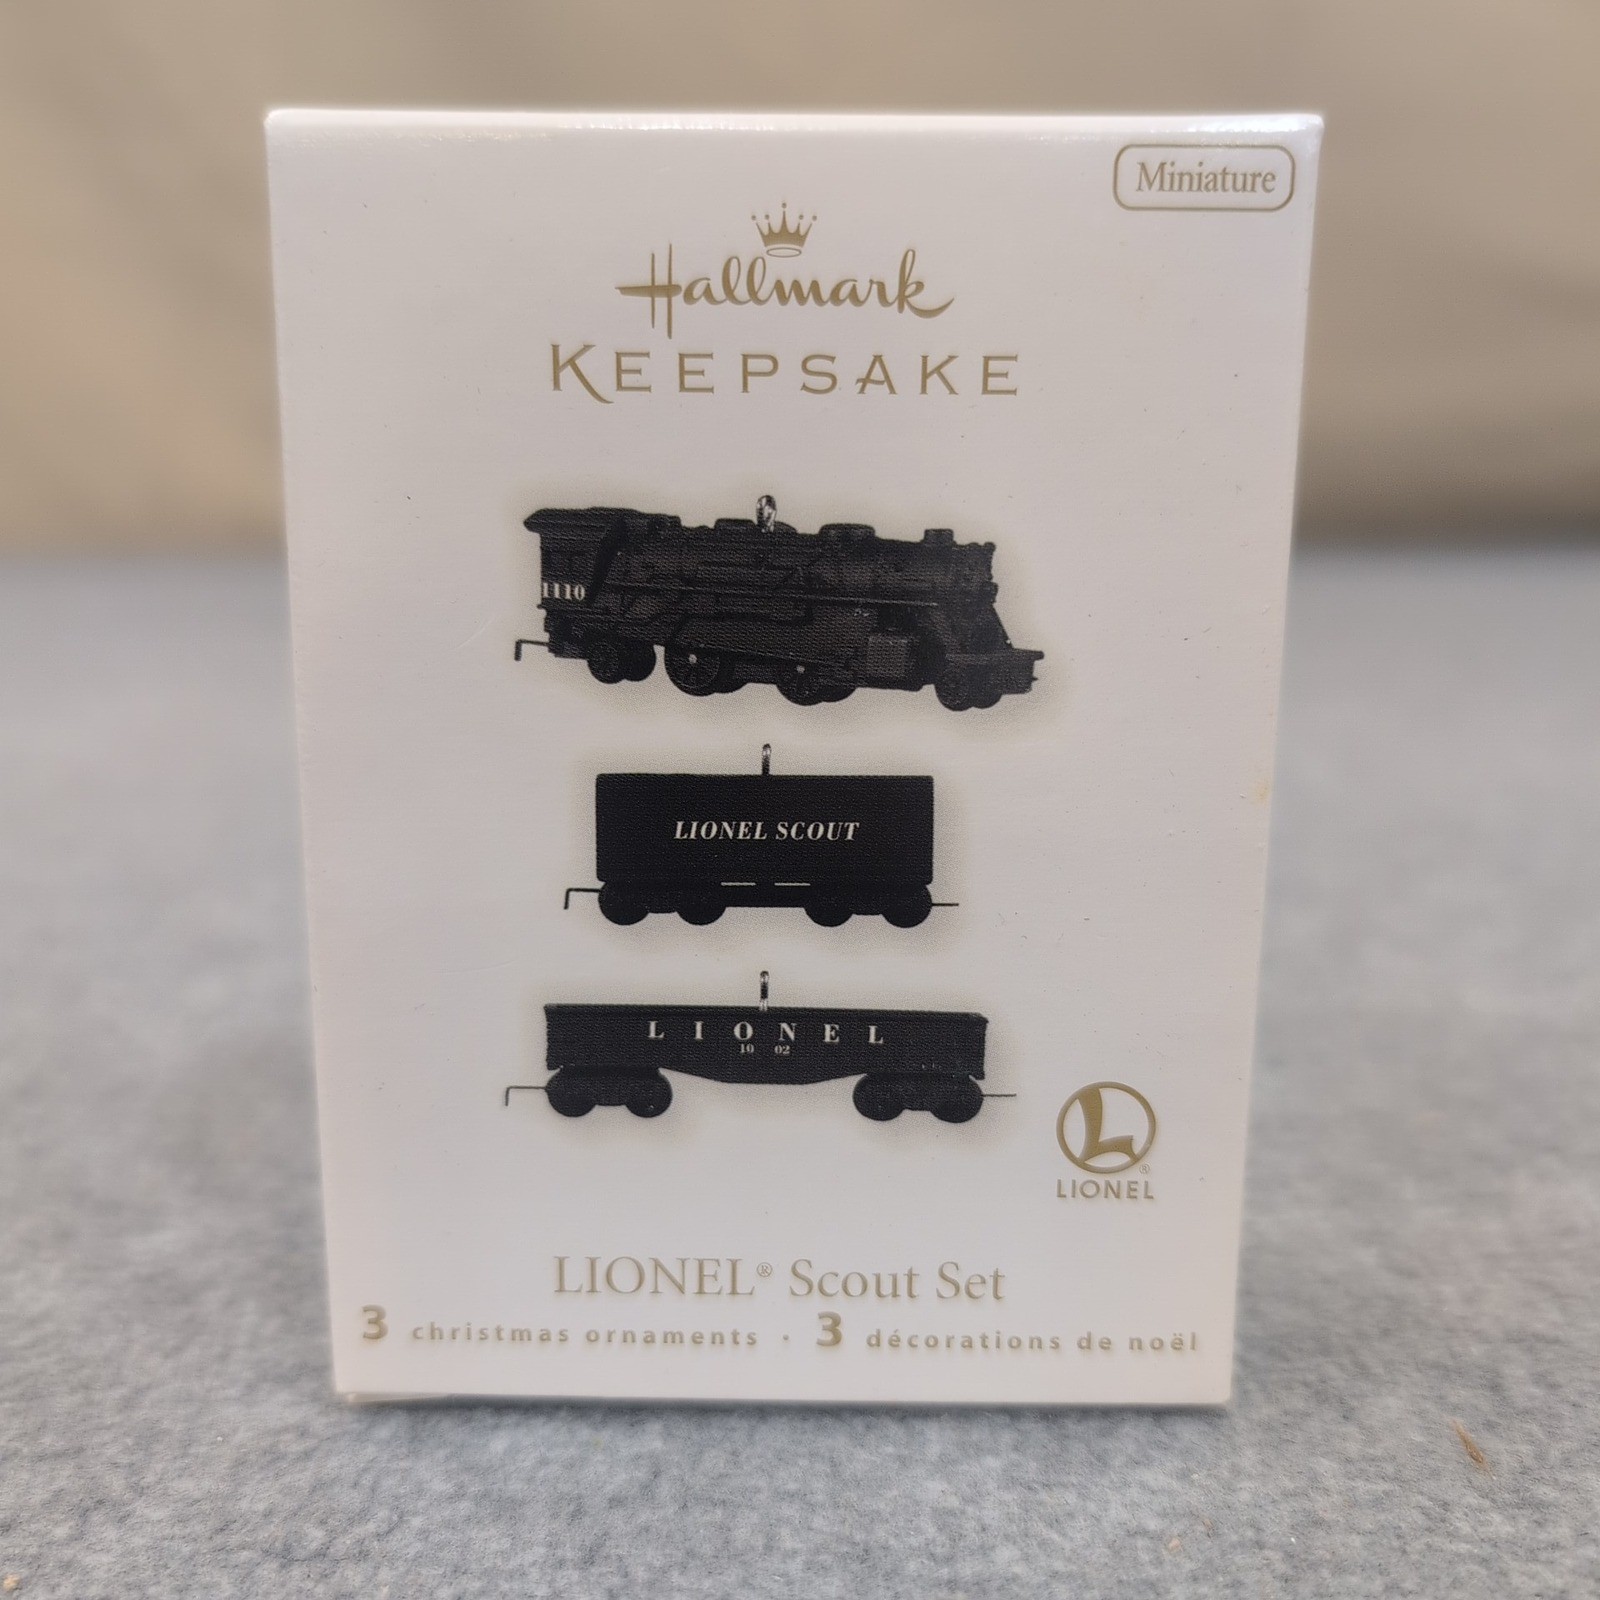 Miniature
Hallmark
KEEPSAKE
1110
LIONEL SCOUT
LIONEL
10 02
L ®
LIONEL
LIONEL® Scout Set
3 christmas ornaments · 3 décorations de noël